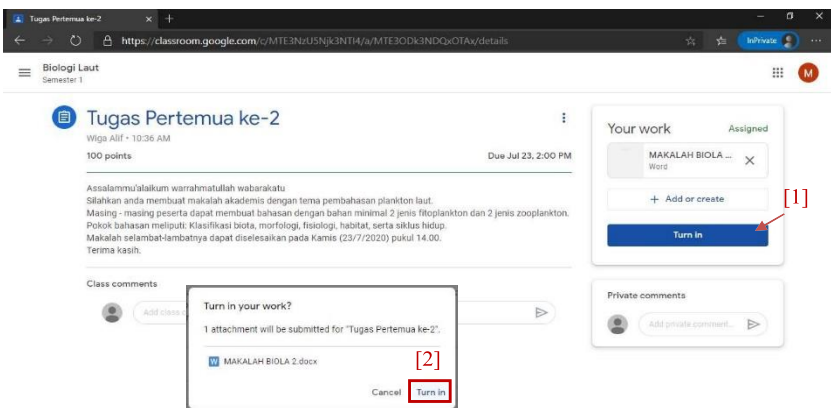 Tugas Pertemua ke-2
https://classroom.google.com/c/MTE3NzU5Njk3NTI4/a/MTE3ODk3NDQxOTAx/details
InPrivate
Biologi Laut
Semester 1
M
Tugas Pertemua ke-2
Wiga Alif • 10:36 AM
100 points
Due Jul 23, 2:00 PM
Assalammu'alaikum warrahmatullah wabarakatu
Silahkan anda membuat makalah akademis dengan tema pembahasan plankton laut.
Masing - masing peserta dapat membuat bahasan dengan bahan minimal 2 jenis fitoplankton dan 2 jenis zooplankton.
Pokok bahasan meliputi: Klasifikasi biota, morfologi, fisiologi, habitat, serta siklus hidup.
Makalah selambat-lambatnya dapat diselesaikan pada Kamis (23/7/2020) pukul 14.00.
Terima kasih.
Class comments
Add class c
Your work
Assigned
MAKALAH BIOLA ...
Word
+ Add or create
[1]
Turn in
Private comments
Add private comment...
Turn in your work?
1 attachment will be submitted for "Tugas Pertemua ke-2".
W MAKALAH BIOLA 2.docx
[2]
Cancel
Turn in